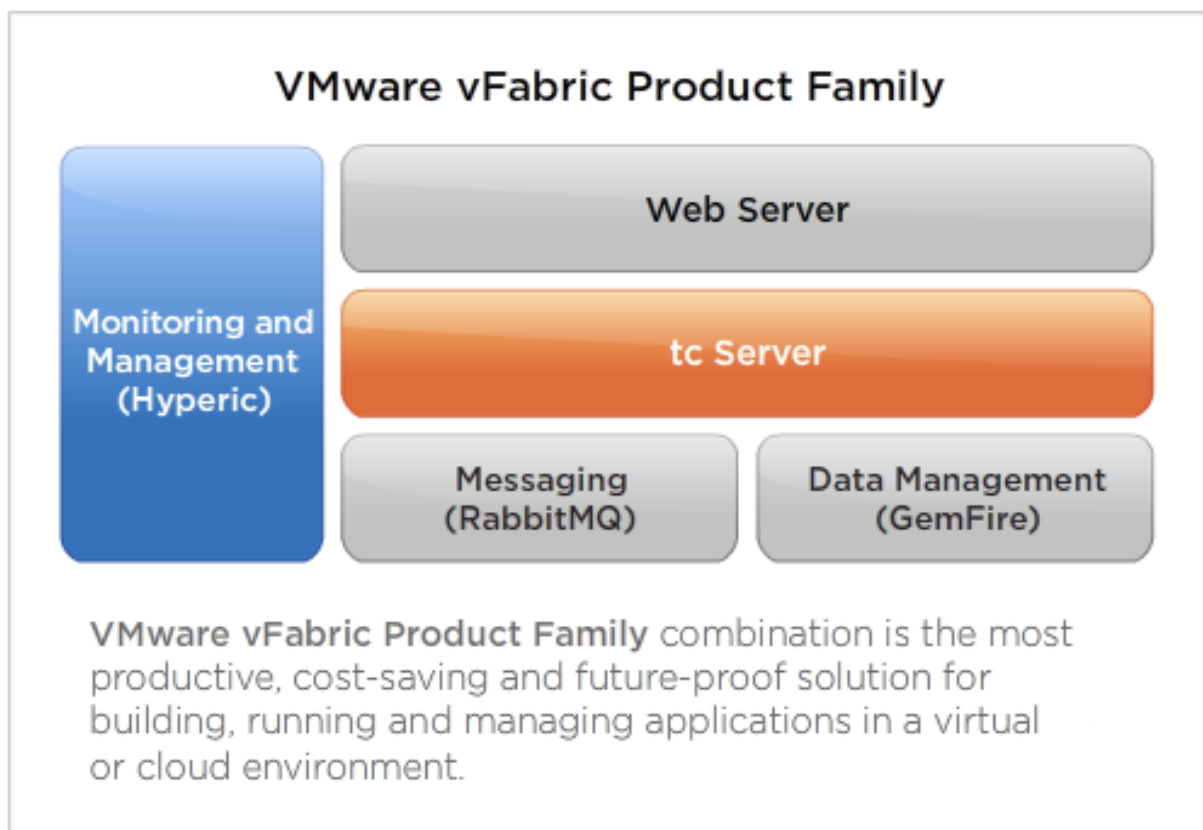 VMware vFabric Product Family
Monitoring and
Management
(Hyperic)
Web Server
tc Server
Messaging
(RabbitMQ)
Data Management
(GemFire)
VMware vFabric Product Family combination is the most
productive, cost-saving and future-proof solution for
building, running and managing applications in a virtual
or cloud environment.